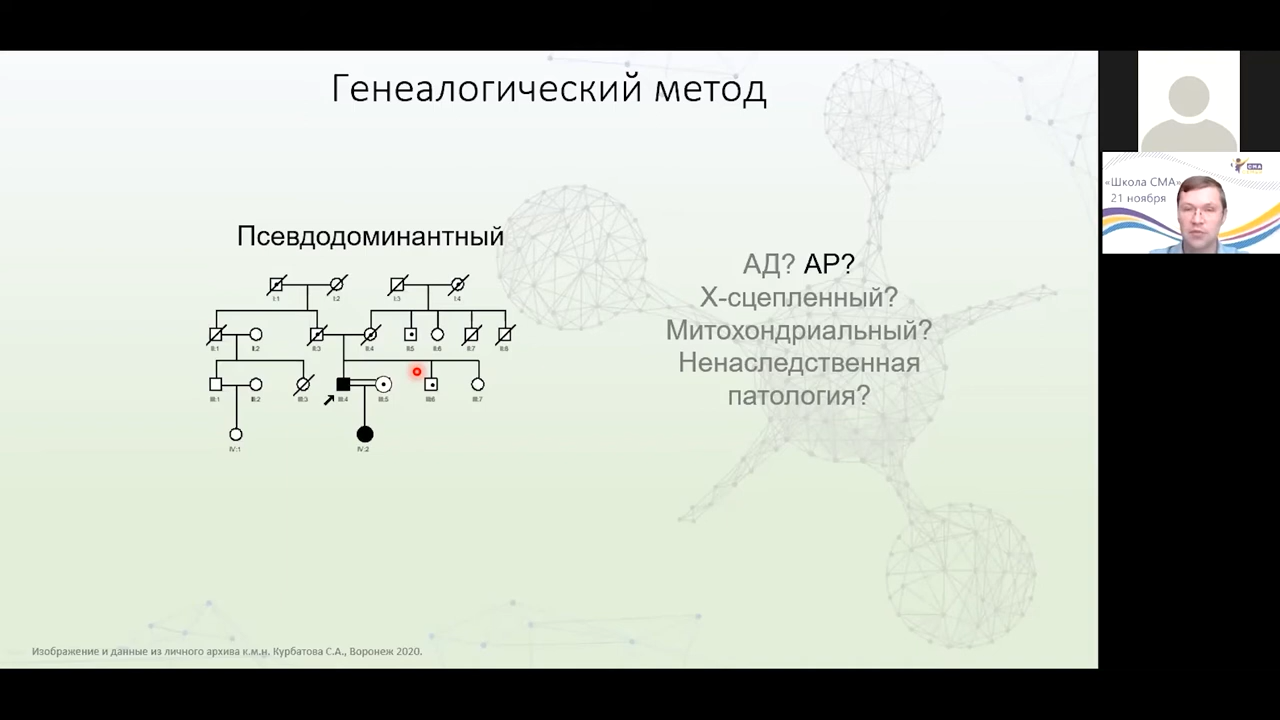 Генеалогический метод
«Школа СМА»
21 ноября
СМА
Псевдодоминантный
АД? АР?
Х-сцепленный?
Митохондриальный?
Ненаследственная
патология?
I:1 I:2 I:3 I:4
II:1 II:2 II:3 II:4 II:5 II:6 II:7 II:8
III:1 III:2 III:3 III:4 III:5 III:6 III:7
IV:1 IV:2
Изображение и данные из личного архива к.м.н. Курбатова С.А., Воронеж 2020.